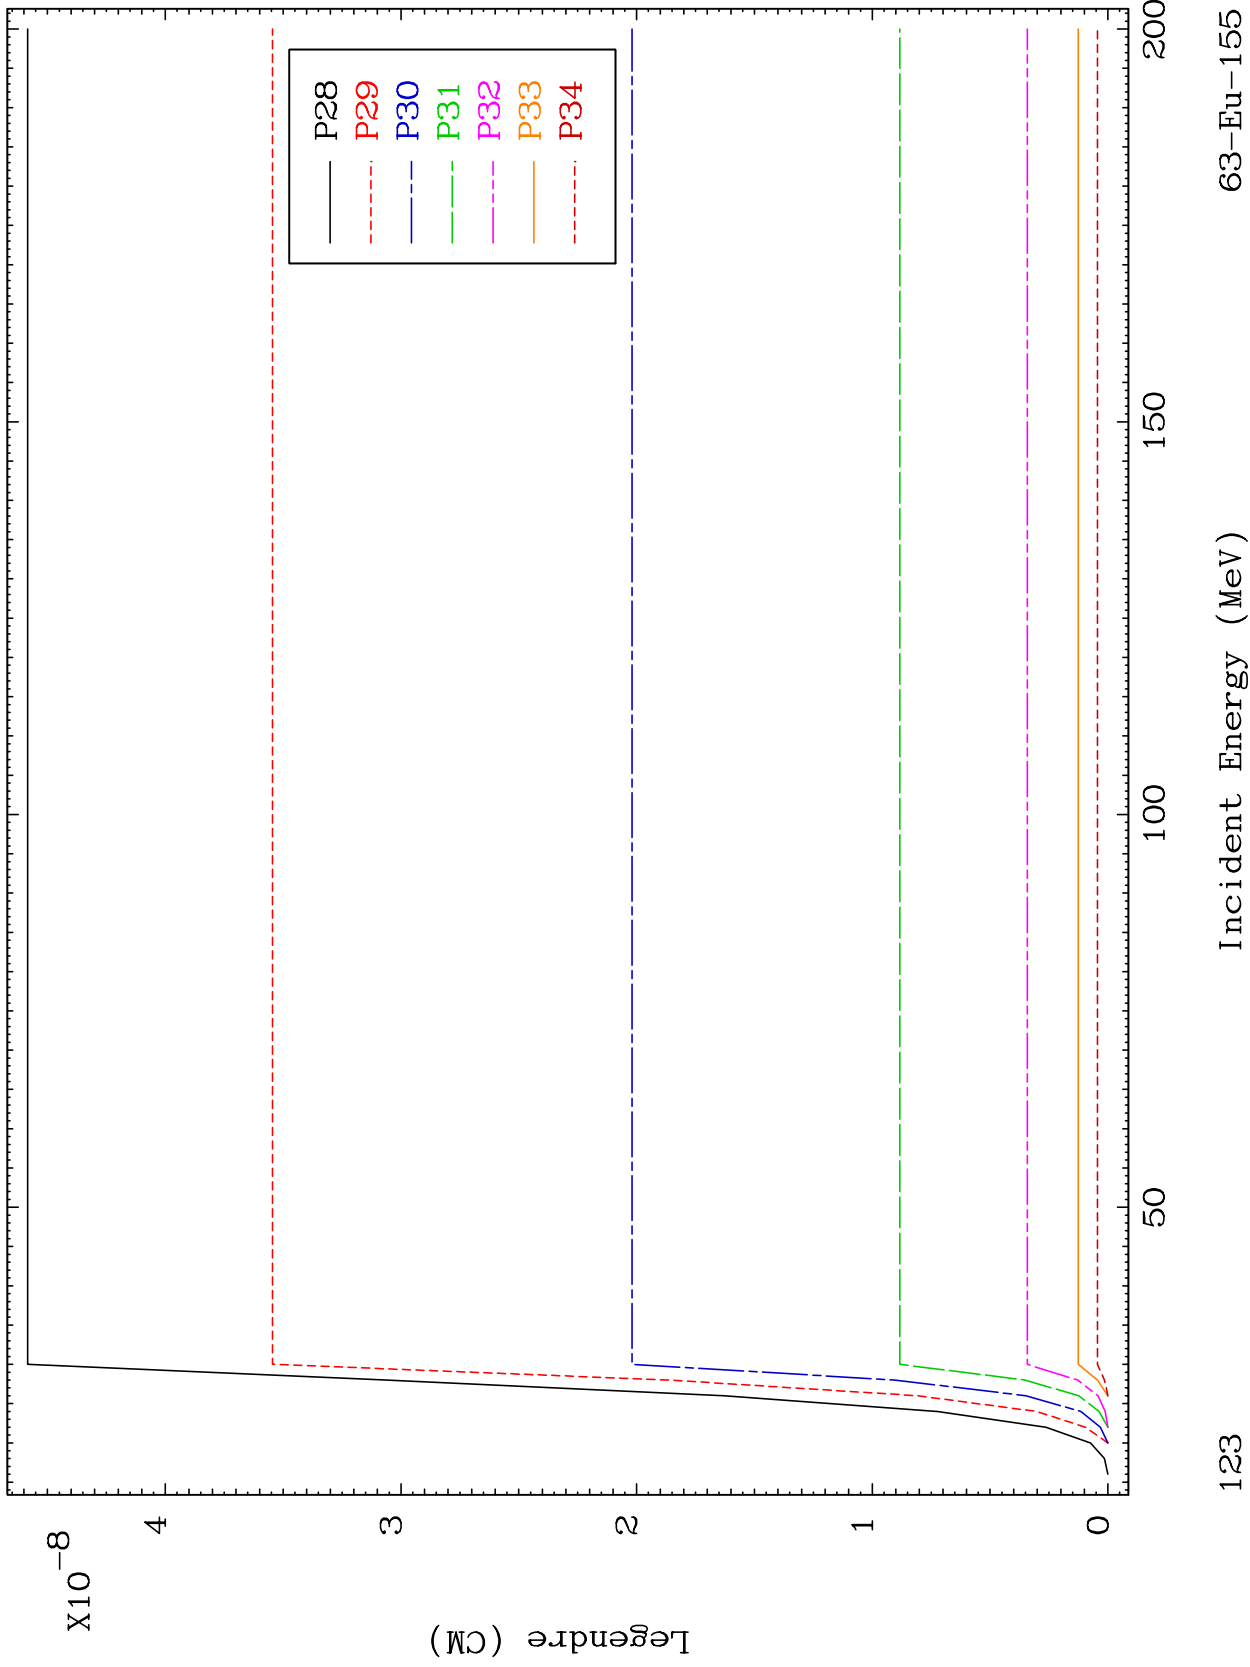 X10-8
4
3
2
1
0
Legendre (CM)
P28
P29
P30
P31
P32
P33
P34
50
100
150
200
123
Incident Energy (MeV)
63-Eu-155